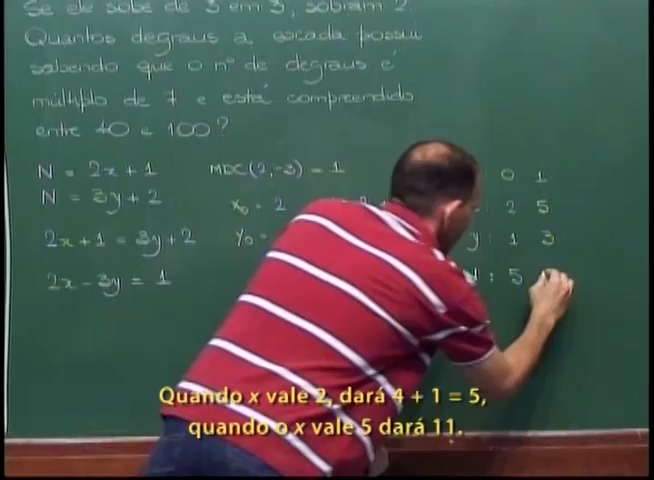 Se ele sobe de 3 em 3, sobram 2.
Quantos degraus a escada possui
sabendo que o nº de degraus é
múltiplo de 7 e está compreendido
entre 40 e 100?
N = 2x + 1
N = 3y + 2
2x + 1 = 3y + 2
2x - 3y = 1
MDC(2,-3) = 1
x₀ = 2
y₀ =
0 1
: 2 5
y : 1 3
: 5
Quando x vale 2, dará 4 + 1 = 5,
quando o x vale 5 dará 11.